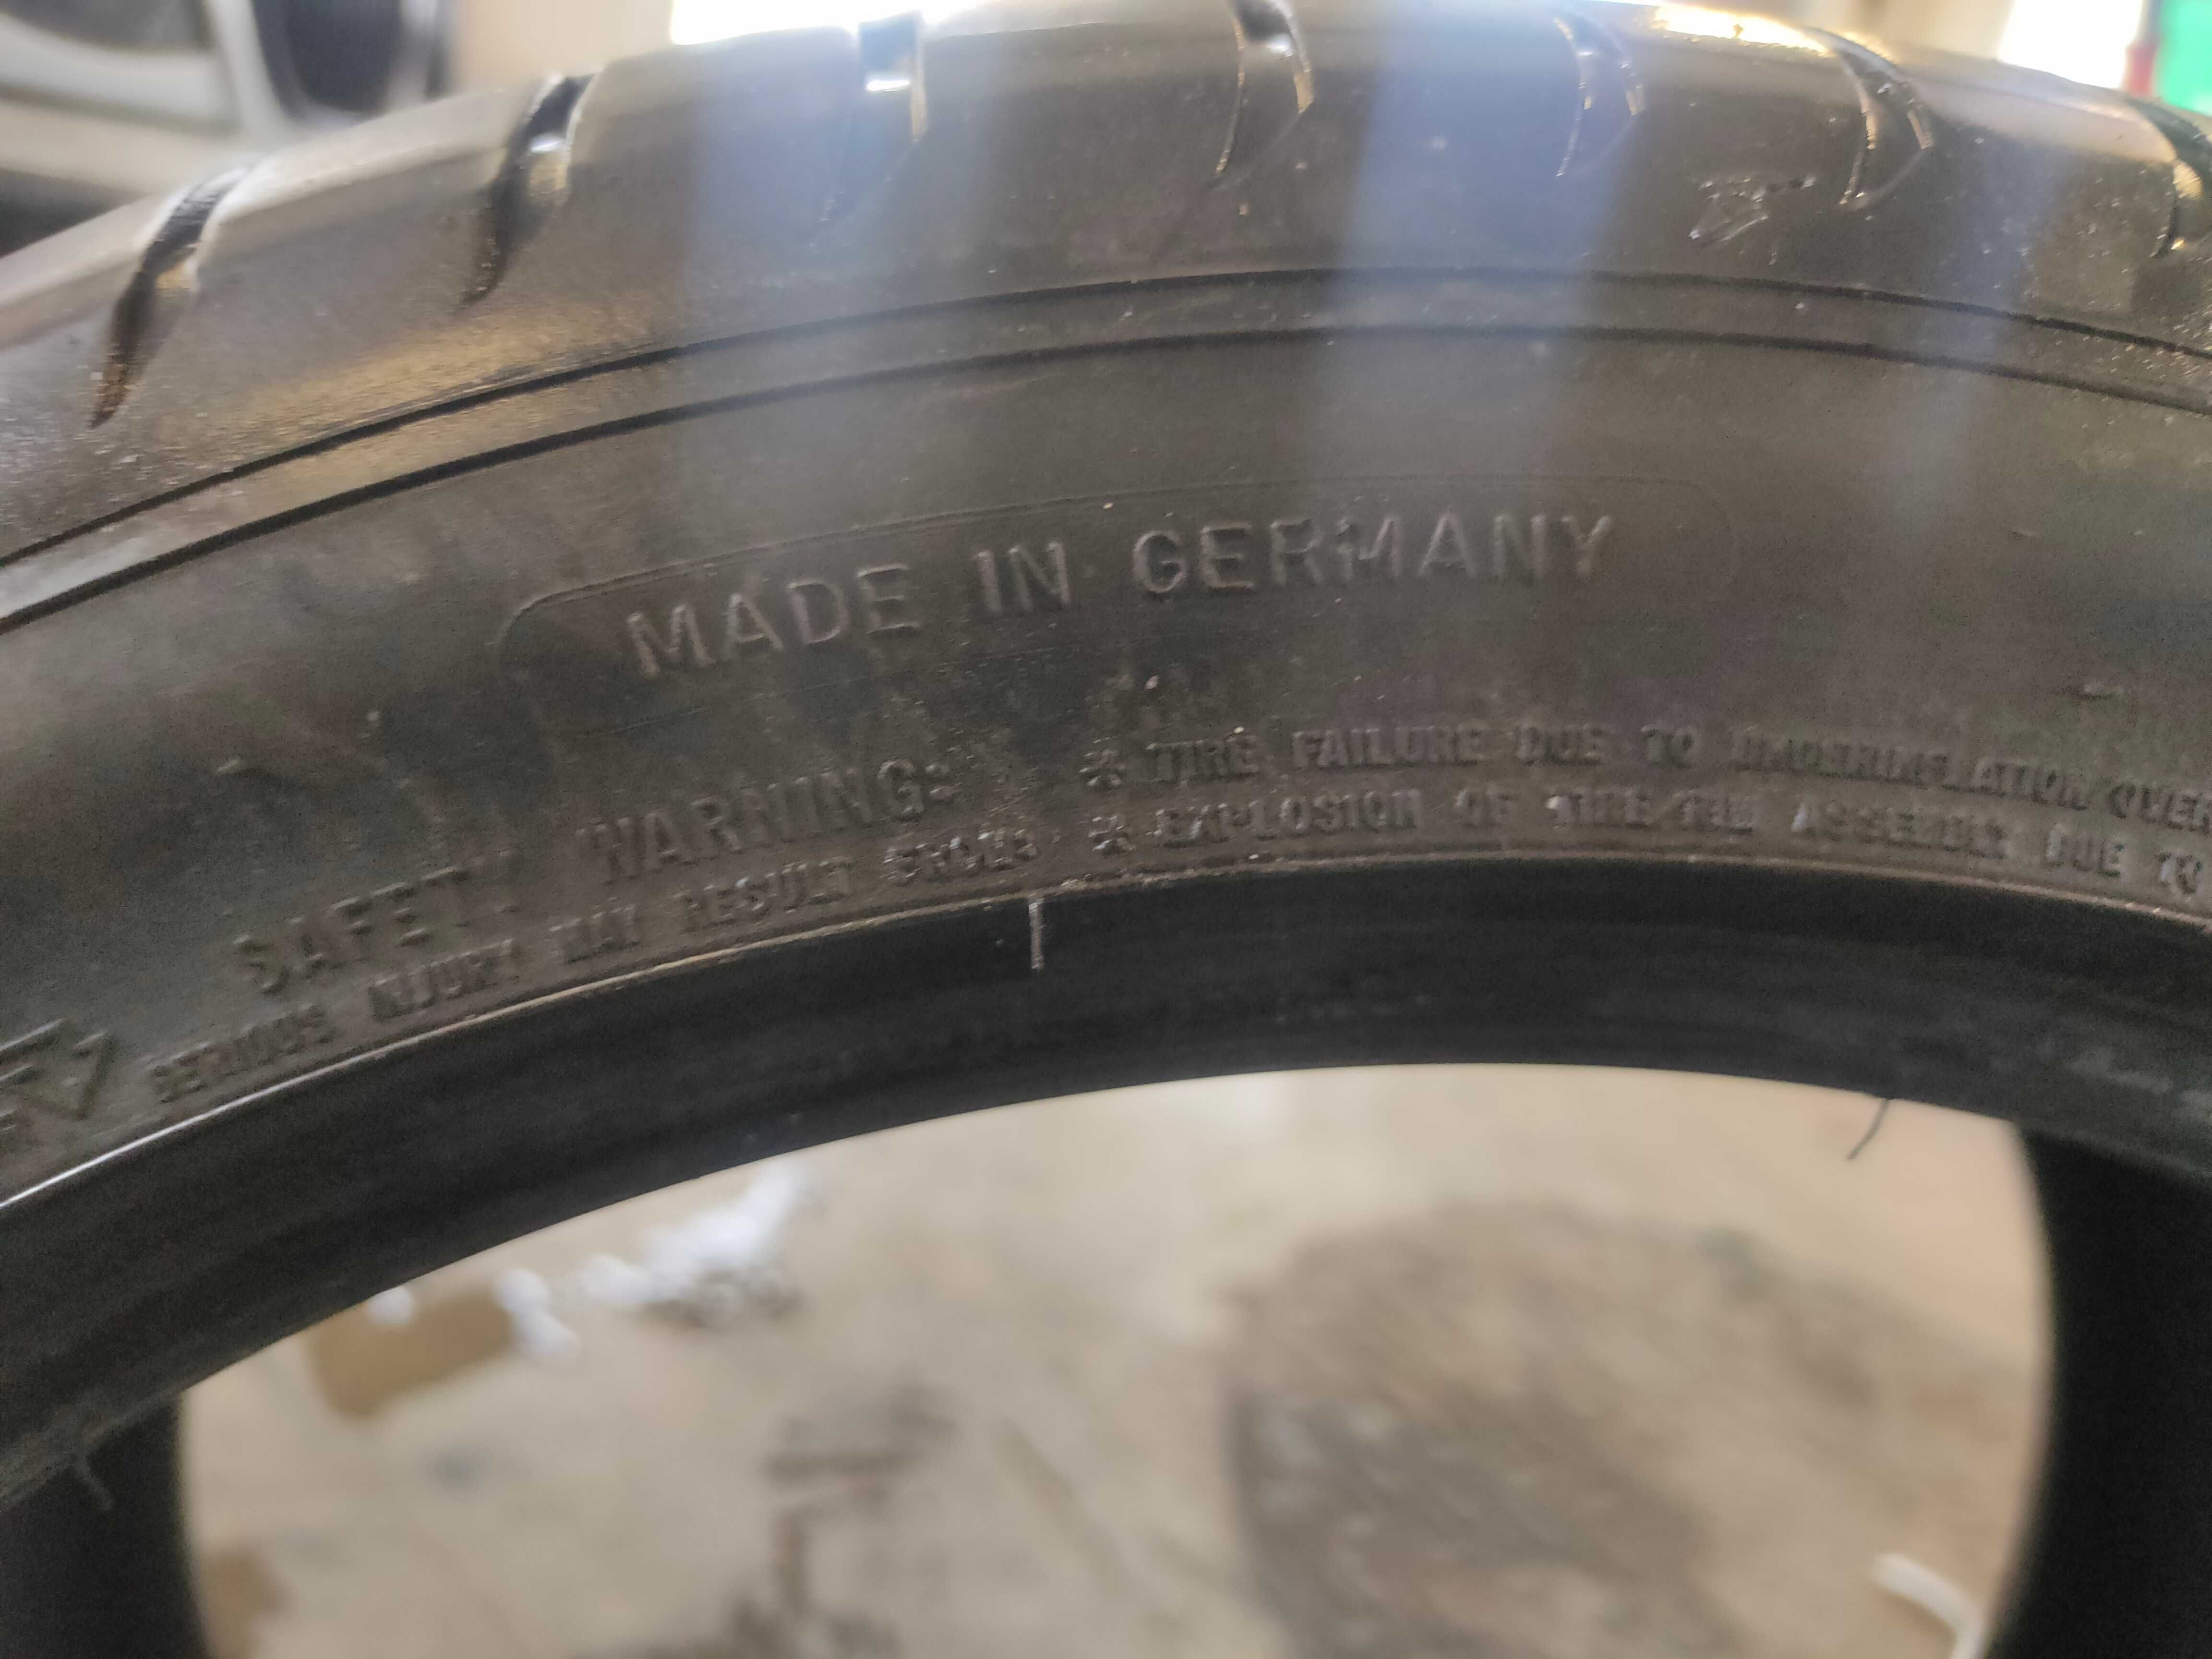 MADE IN GERMANY
SAFETY WARNING:
SERIOUS INJURY MAY RESULT FROM:
* TIRE FAILURE DUE TO UNDERINFLATION OVER
* EXPLOSION OF TIRE RIM ASSEMBLY DUE TO